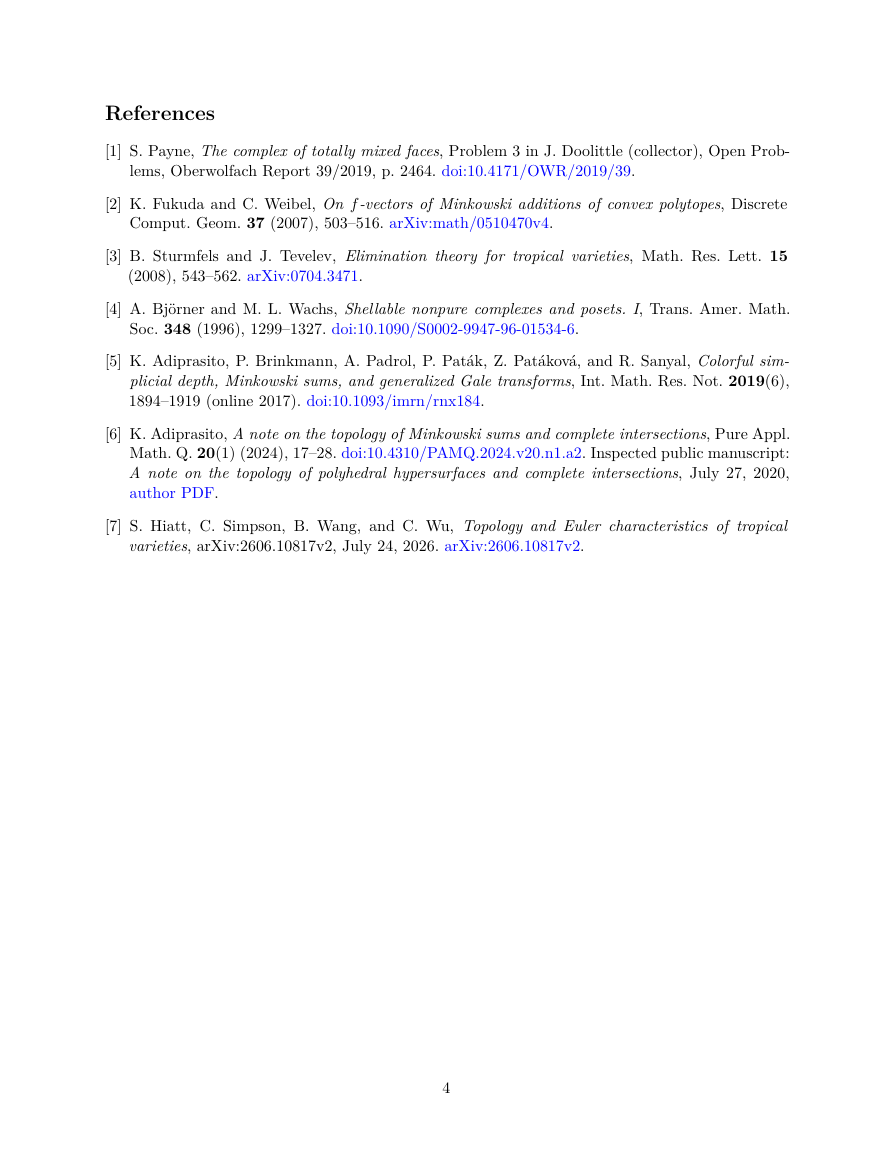 References
[1] S. Payne, The complex of totally mixed faces, Problem 3 in J. Doolittle (collector), Open Prob-
lems, Oberwolfach Report 39/2019, p. 2464. doi:10.4171/OWR/2019/39.
[2] K. Fukuda and C. Weibel, On f-vectors of Minkowski additions of convex polytopes, Discrete
Comput. Geom. 37 (2007), 503–516. arXiv:math/0510470v4.
[3] B. Sturmfels and J. Tevelev, Elimination theory for tropical varieties, Math. Res. Lett. 15
(2008), 543–562. arXiv:0704.3471.
[4] A. Björner and M. L. Wachs, Shellable nonpure complexes and posets. I, Trans. Amer. Math.
Soc. 348 (1996), 1299–1327. doi:10.1090/S0002-9947-96-01534-6.
[5] K. Adiprasito, P. Brinkmann, A. Padrol, P. Paták, Z. Patáková, and R. Sanyal, Colorful sim-
plicial depth, Minkowski sums, and generalized Gale transforms, Int. Math. Res. Not. 2019(6),
1894–1919 (online 2017). doi:10.1093/imrn/rnx184.
[6] K. Adiprasito, A note on the topology of Minkowski sums and complete intersections, Pure Appl.
Math. Q. 20(1) (2024), 17–28. doi:10.4310/PAMQ.2024.v20.n1.a2. Inspected public manuscript:
A note on the topology of polyhedral hypersurfaces and complete intersections, July 27, 2020,
author PDF.
[7] S. Hiatt, C. Simpson, B. Wang, and C. Wu, Topology and Euler characteristics of tropical
varieties, arXiv:2606.10817v2, July 24, 2026. arXiv:2606.10817v2.
4